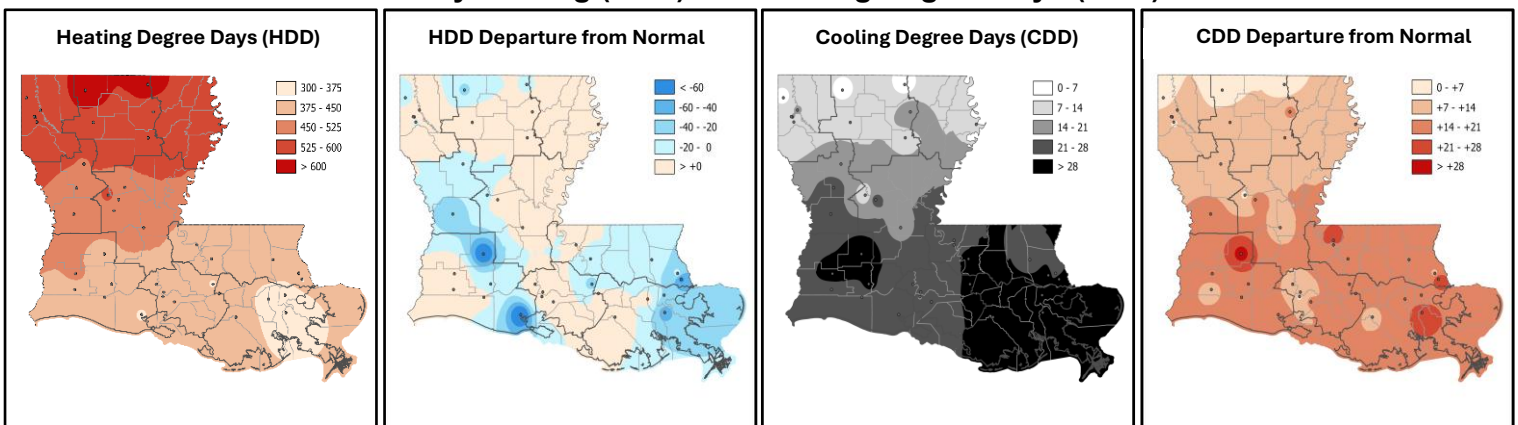 Heating Degree Days (HDD)
300 - 375
375 - 450
450 - 525
525 - 600
> 600
HDD Departure from Normal
< -60
-60 - -40
-40 - -20
-20 - 0
> +0
Cooling Degree Days (CDD)
0 - 7
7 - 14
14 - 21
21 - 28
> 28
CDD Departure from Normal
0 - +7
+7 - +14
+14 - +21
+21 - +28
> +28